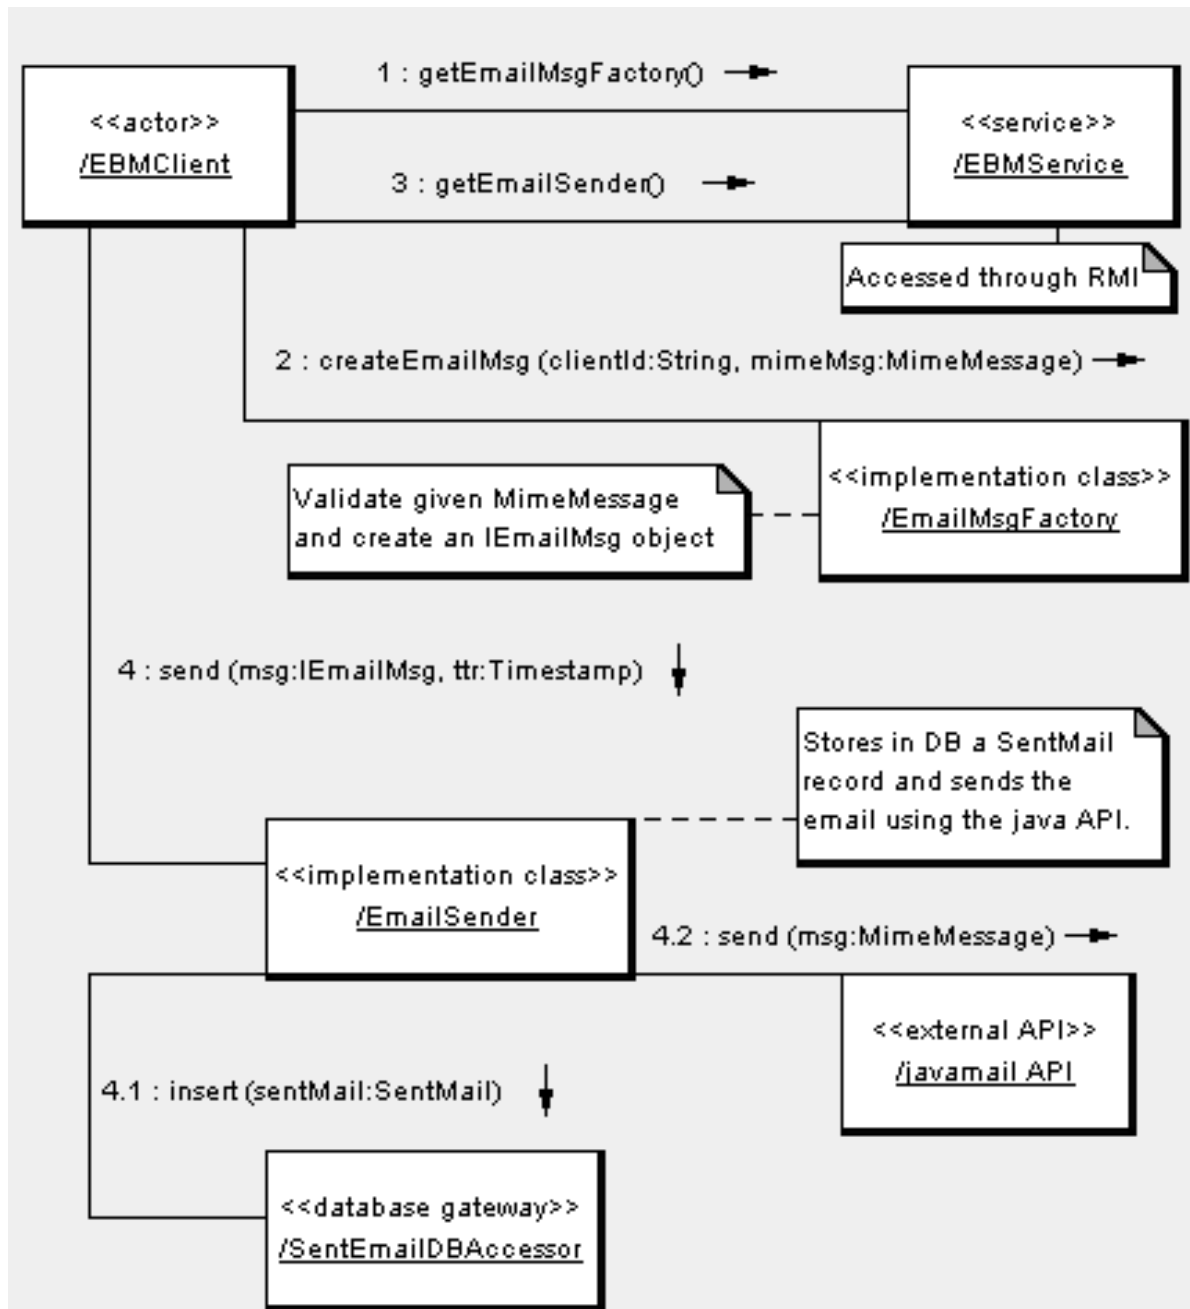 1 : getEmailMsgFactory()
<<actor>>
/EBMClient
<<service>>
/EBMService
3 : getEmailSender()
Accessed through RMI
2 : createEmailMsg (clientId:String, mimeMsg:MimeMessage)
<<implementation class>>
/EmailMsgFactory
Validate given MimeMessage
and create an IEmailMsg object
4 : send (msg:IEmailMsg, ttr:Timestamp)
Stores in DB a SentMail
record and sends the
email using the java API.
<<implementation class>>
/EmailSender
4.2 : send (msg:MimeMessage)
<<external API>>
/javamail API
4.1 : insert (sentMail:SentMail)
<<database gateway>>
/SentEmailDBAccessor